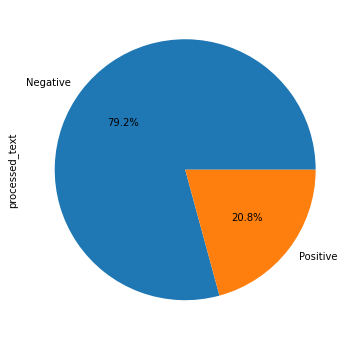 Negative
79.2%
processed_text
20.8%
Positive